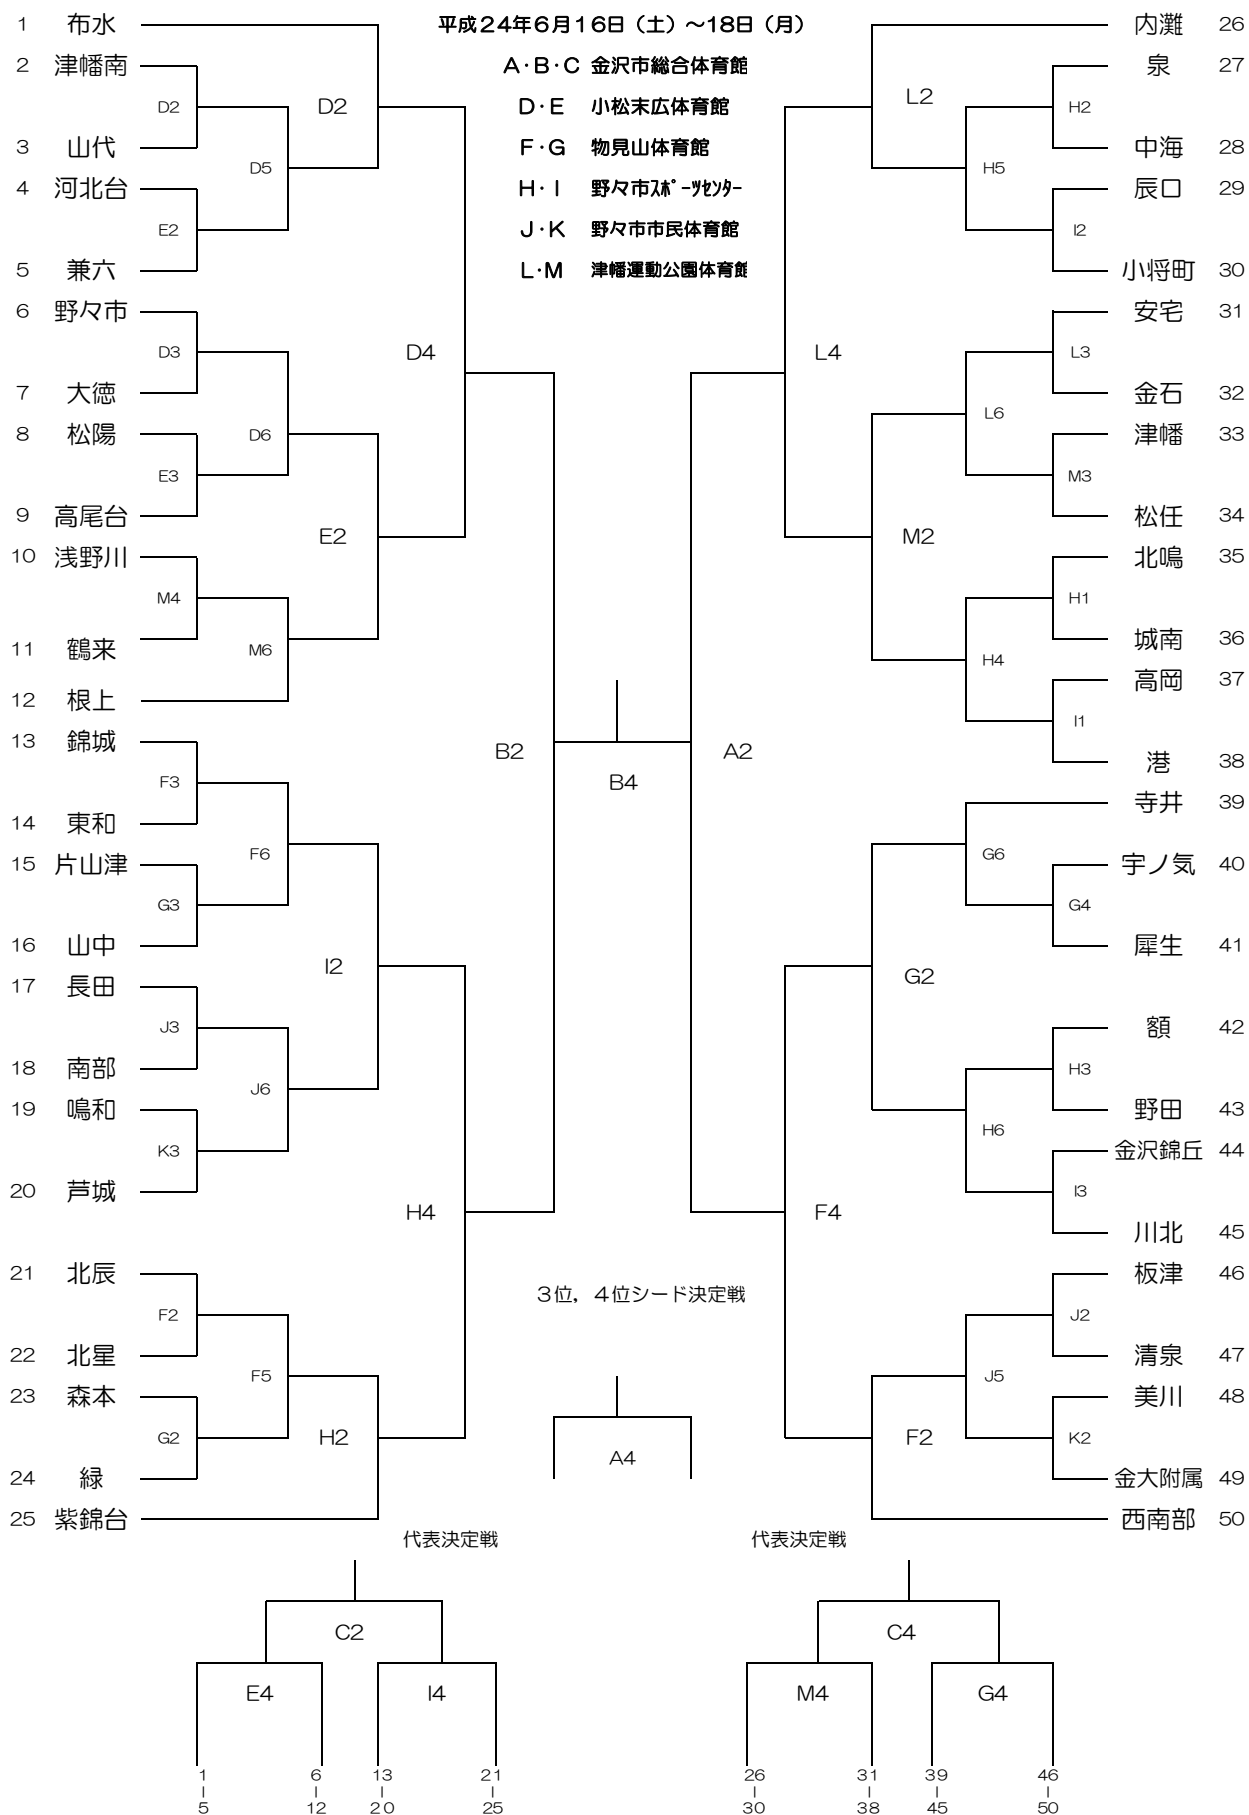 平成24年6月16日（土）～18日（月）
A・B・C 金沢市総合体育館
D・E 小松末広体育館
F・G 物見山体育館
H・I 野々市ｽﾎﾟｰﾂｾﾝﾀｰ
J・K 野々市市民体育館
L・M 津幡運動公園体育館
1 布水
2 津幡南
D2
3 山代
D5
D2
4 河北台
E2
5 兼六
6 野々市
D3
7 大徳
D6
8 松陽
E3
9 高尾台
D4
E2
10 浅野川
M4
11 鶴来
M6
12 根上
13 錦城
F3
14 東和
F6
15 片山津
G3
16 山中
I2
17 長田
J3
18 南部
J6
19 鳴和
K3
20 芦城
H4
B2
21 北辰
F2
22 北星
F5
23 森本
G2
24 緑
H2
25 紫錦台
B4
A2
26 内灘
27 泉
H2
28 中海
H5
L2
29 辰口
I2
30 小将町
31 安宅
L3
32 金石
L6
33 津幡
M3
34 松任
L4
M2
35 北鳴
H1
36 城南
H4
37 高岡
I1
38 港
39 寺井
G6
40 宇ノ気
G4
41 犀生
G2
42 額
H3
43 野田
H6
44 金沢錦丘
I3
45 川北
F4
46 板津
J2
47 清泉
J5
48 美川
K2
49 金大附属
F2
50 西南部
3位，4位シード決定戦
A4
代表決定戦
C2
E4 I4
1 6 13 21
| | | |
5 12 20 25
代表決定戦
C4
M4 G4
26 31 39 46
| | | |
30 38 45 50